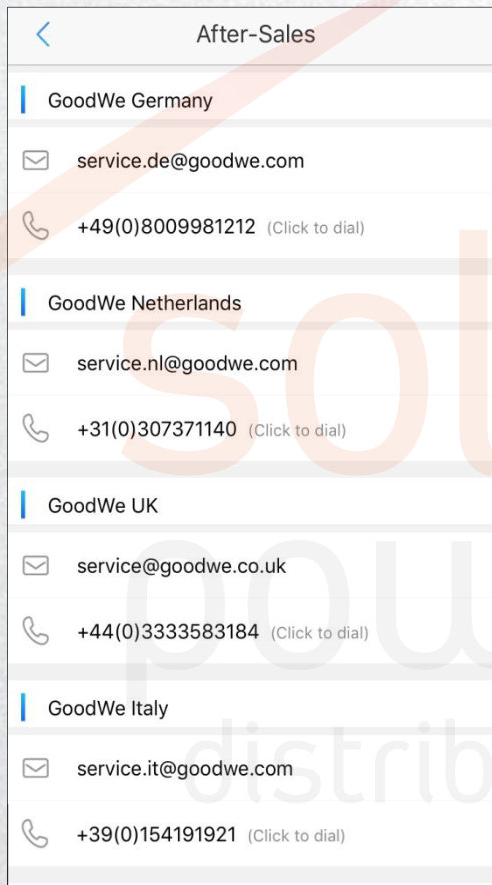 After-Sales
GoodWe Germany
service.de@goodwe.com
+49(0)8009981212 (Click to dial)
GoodWe Netherlands
service.nl@goodwe.com
+31(0)307371140 (Click to dial)
GoodWe UK
service@goodwe.co.uk
+44(0)3333583184 (Click to dial)
GoodWe Italy
service.it@goodwe.com
+39(0)154191921 (Click to dial)